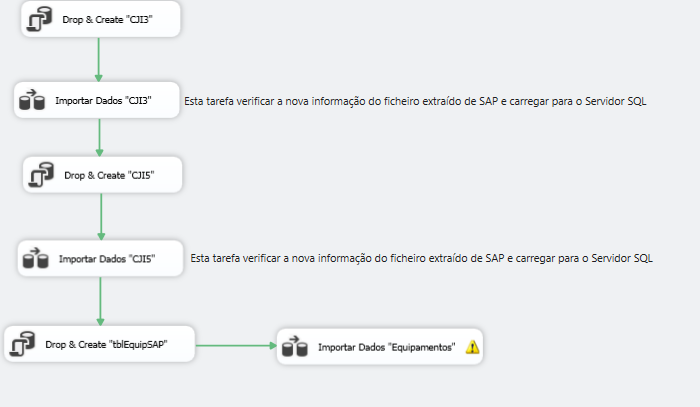 Drop & Create "CJI3"
Importar Dados "CJI3" Esta tarefa verificar a nova informação do ficheiro extraído de SAP e carregar para o Servidor SQL
Drop & Create "CJI5"
Importar Dados "CJI5" Esta tarefa verificar a nova informação do ficheiro extraído de SAP e carregar para o Servidor SQL
Drop & Create "tblEquipSAP" Importar Dados "Equipamentos"